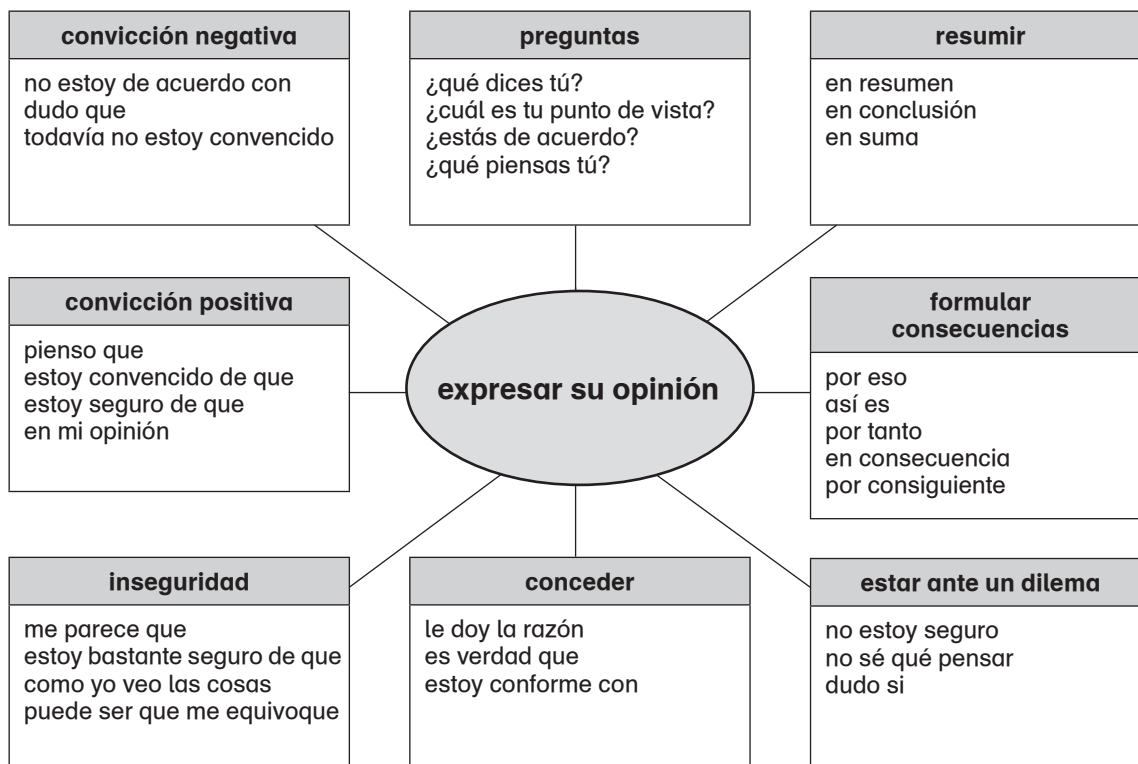 convicción negativa
no estoy de acuerdo con
dudo que
todavía no estoy convencido
preguntas
¿qué dices tú?
¿cuál es tu punto de vista?
¿estás de acuerdo?
¿qué piensas tú?
resumir
en resumen
en conclusión
en suma
convicción positiva
pienso que
estoy convencido de que
estoy seguro de que
en mi opinión
expresar su opinión
formular
consecuencias
por eso
así es
por tanto
en consecuencia
por consiguiente
inseguridad
me parece que
estoy bastante seguro de que
como yo veo las cosas
puede ser que me equivoque
conceder
le doy la razón
es verdad que
estoy conforme con
estar ante un dilema
no estoy seguro
no sé qué pensar
dudo si